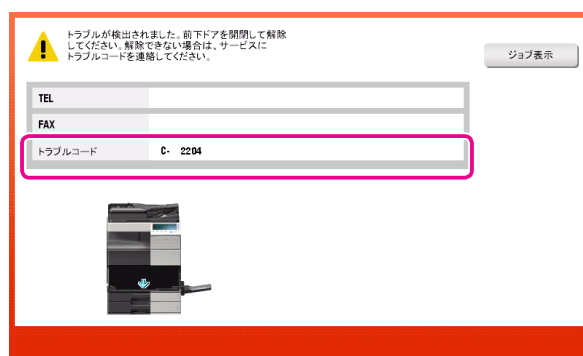 トラブルが検出されました。前下ドアを開閉して解除
してください。解除できない場合は、サービスに
トラブルコードを連絡してください。
ジョブ表示
TEL
FAX
トラブルコード C- 2204